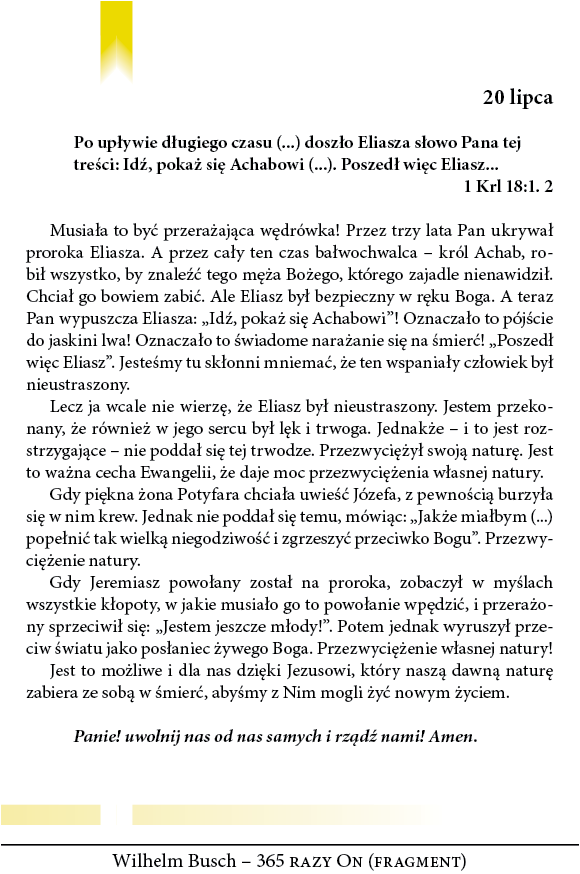 20 lipca
Po upływie długiego czasu (...) doszło Eliasza słowo Pana tej
treści: Idź, pokaż się Achabowi (...). Poszedł więc Eliasz...
1 Krl 18:1. 2
Musiała to być przerażająca wędrówka! Przez trzy lata Pan ukrywał
proroka Eliasza. A przez cały ten czas bałwochwalca – król Achab, ro-
bił wszystko, by znaleźć tego męża Bożego, którego zajadle nienawidził.
Chciał go bowiem zabić. Ale Eliasz był bezpieczny w ręku Boga. A teraz
Pan wypuszcza Eliasza: „Idź, pokaż się Achabowi”! Oznaczało to pójście
do jaskini lwa! Oznaczało to świadome narażanie się na śmierć! „Poszedł
więc Eliasz”. Jesteśmy tu skłonni mniemać, że ten wspaniały człowiek był
nieustraszony.
Lecz ja wcale nie wierzę, że Eliasz był nieustraszony. Jestem przeko-
nany, że również w jego sercu był lęk i trwoga. Jednakże – i to jest roz-
strzygające – nie poddał się tej trwodze. Przezwyciężył swoją naturę. Jest
to ważna cecha Ewangelii, że daje moc przezwyciężenia własnej natury.
Gdy piękna żona Potyfara chciała uwieść Józefa, z pewnością burzyła
się w nim krew. Jednak nie poddał się temu, mówiąc: „Jakże miałbym (...)
popełnić tak wielką niegodziwość i zgrzeszyć przeciwko Bogu”. Przezwy-
ciężenie natury.
Gdy Jeremiasz powołany został na proroka, zobaczył w myślach
wszystkie kłopoty, w jakie musiało go to powołanie wpędzić, i przerażo-
ny sprzeciwił się: „Jestem jeszcze młody!”. Potem jednak wyruszył prze-
ciw światu jako posłaniec żywego Boga. Przezwyciężenie własnej natury!
Jest to możliwe i dla nas dzięki Jezusowi, który naszą dawną naturę
zabiera ze sobą w śmierć, abyśmy z Nim mogli żyć nowym życiem.
Panie! uwolnij nas od nas samych i rządź nami! Amen.
Wilhelm Busch – 365 razy On (fragment)